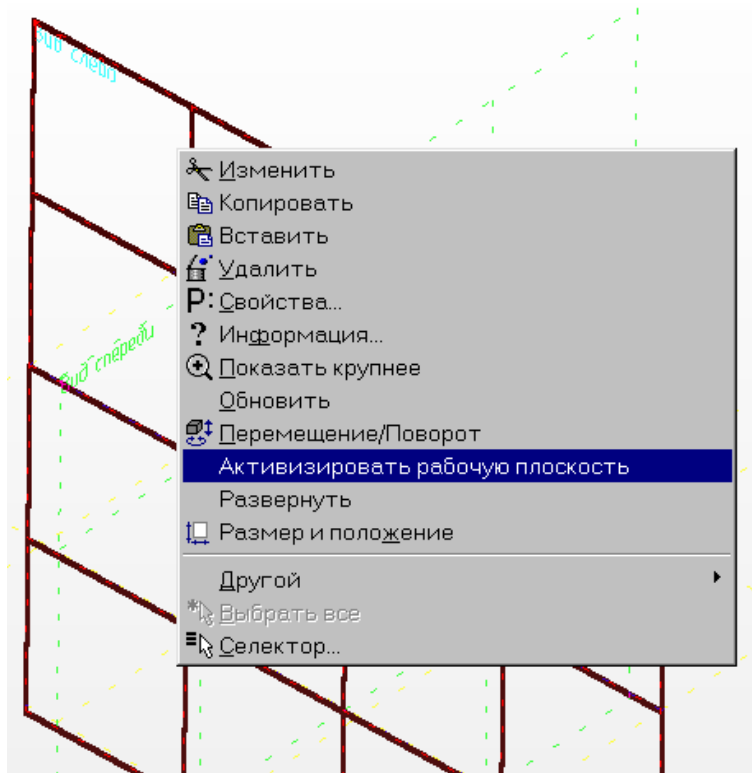 Вид слева
Изменить
Копировать
Вставить
Удалить
P: Свойства...
? Информация...
Вид спереди
Показать крупнее
Обновить
Перемещение/Поворот
Активизировать рабочую плоскость
Развернуть
Размер и положение
Другой
Выбрать все
Селектор...